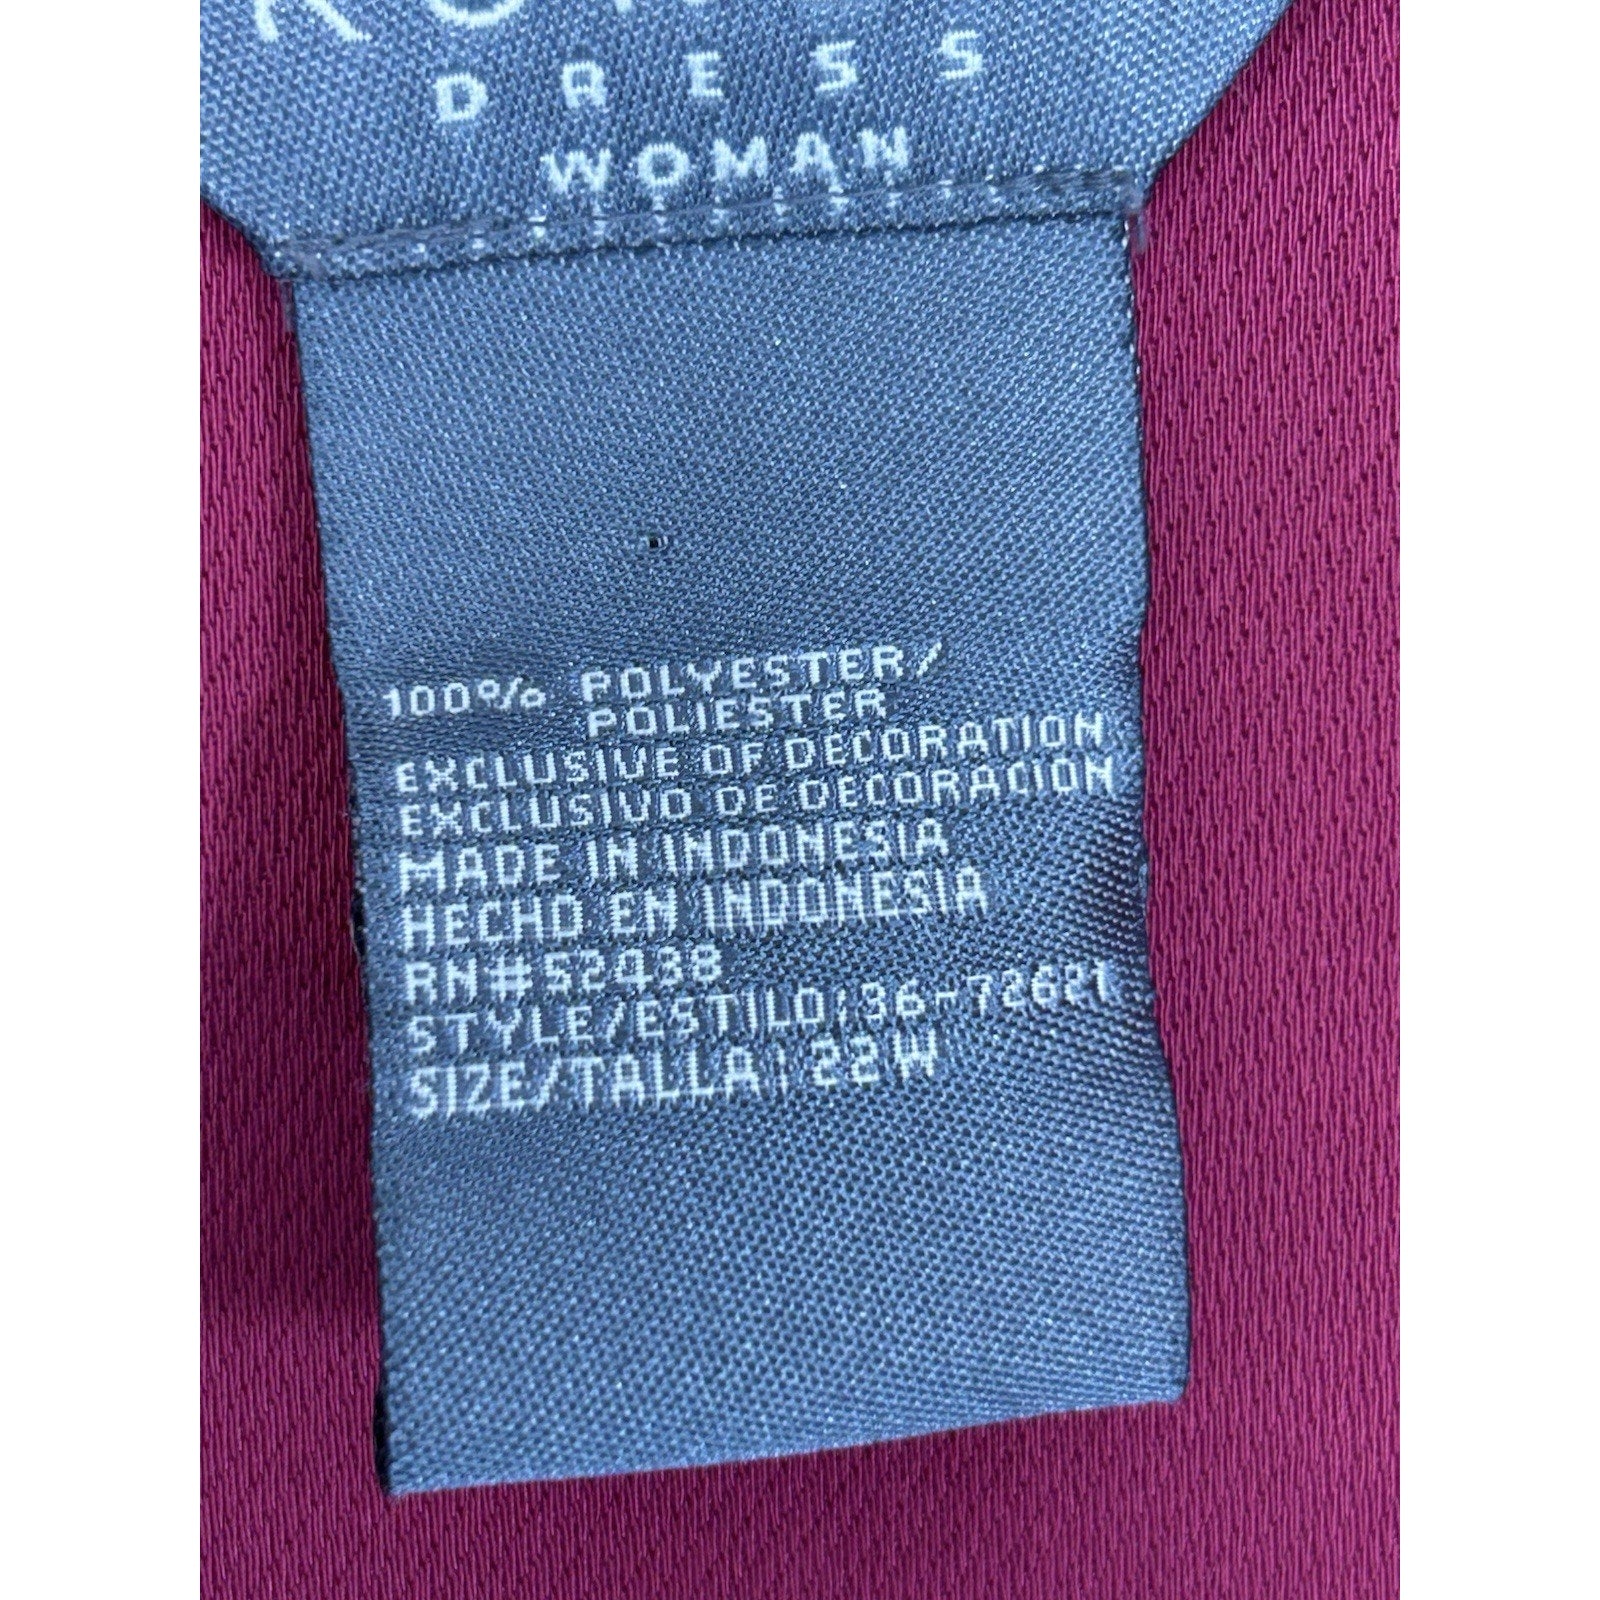 DRESS
WOMAN
100% POLYESTER/
POLIESTER
EXCLUSIVE OF DECORATION
EXCLUSIVO DE DECORACION
MADE IN INDONESIA
HECHO EN INDONESIA
RN#52438
STYLE/ESTILO: 36-72621
SIZE/TALLA: 22W